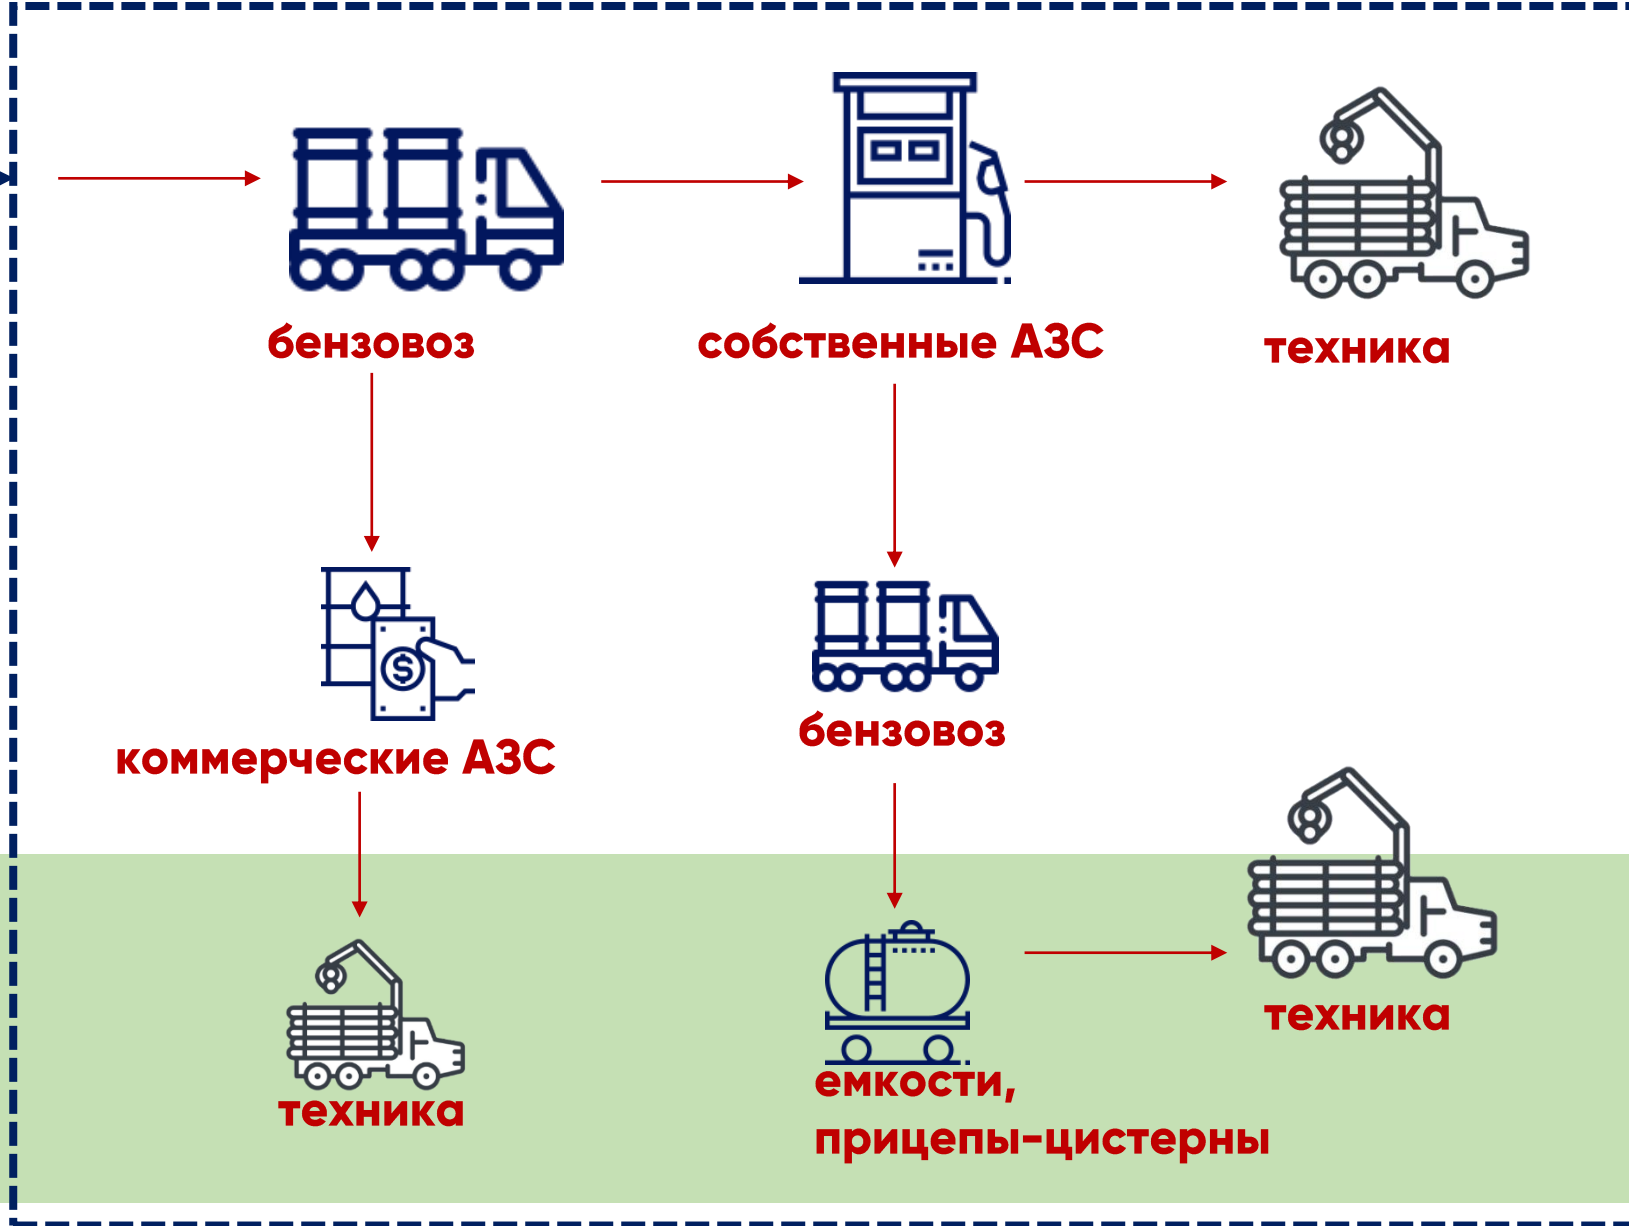 бензовоз
собственные АЗС
техника
коммерческие АЗС
бензовоз
техника
емкости,
прицепы-цистерны
техника